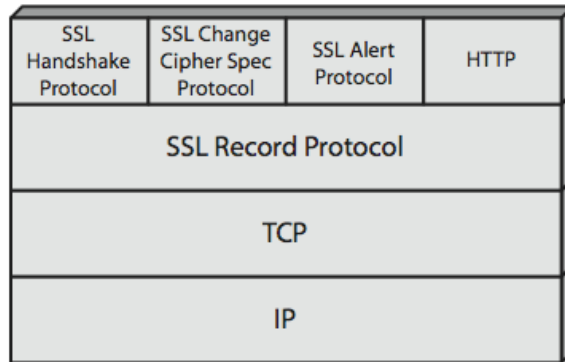 SSL
Handshake
Protocol
SSL Change
Cipher Spec
Protocol
SSL Alert
Protocol
HTTP
SSL Record Protocol
TCP
IP